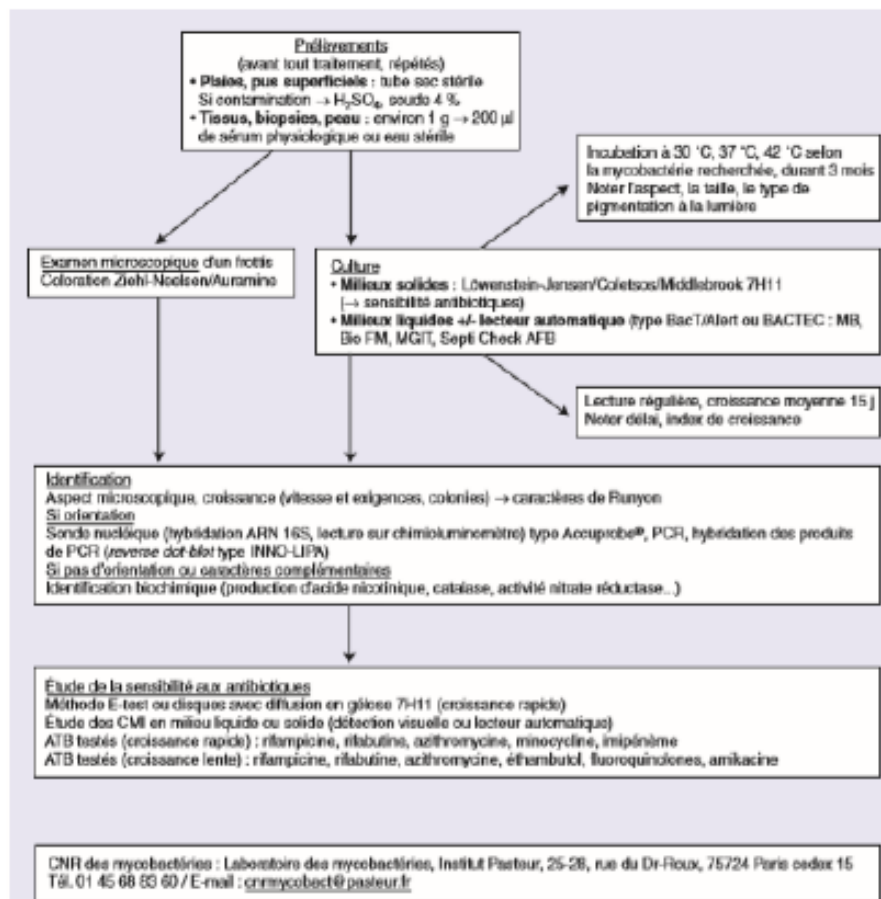 Prélèvements
(avant tout traitement, répétés)
• Plaies, pus superficiels : tube sec stérile
Si contamination → H₂SO₄, soude 4 %
• Tissus, biopsies, peau : environ 1 g → 200 µl
de sérum physiologique ou eau stérile
Incubation à 30 °C, 37 °C, 42 °C selon
la mycobactérie recherchée, durant 3 mois
Noter l'aspect, la taille, le type de
pigmentation à la lumière
Examen microscopique d'un frottis
Coloration Ziehl-Neelsen/Auramine
Culture
• Milieux solides : Löwenstein-Jensen/Coletsos/Middlebrook 7H11
(→ sensibilité antibiotiques)
• Milieux liquides +/- lecteur automatique (type BacT/Alert ou BACTEC : MB,
Bio FM, MGIT, Septi Check AFB
Lecture régulière, croissance moyenne 15 j
Noter délai, index de croissance
Identification
Aspect microscopique, croissance (vitesse et exigences, colonies) → caractères de Runyon
Si orientation
Sonde nucléique (hybridation ARN 16S, lecture sur chimioluminomètre) type Accuprobe®, PCR, hybridation des produits
de PCR (reverse dot-blot type INNO-LIPA)
Si pas d'orientation ou caractères complémentaires
Identification biochimique (production d'acide nicotinique, catalase, activité nitrate réductase...)
Étude de la sensibilité aux antibiotiques
Méthode E-test ou disques avec diffusion en gélose 7H11 (croissance rapide)
Étude des CMI en milieu liquide ou solide (détection visuelle ou lecteur automatique)
ATB testés (croissance rapide) : rifampicine, rifabutine, azithromycine, minocycline, imipénème
ATB testés (croissance lente) : rifampicine, rifabutine, azithromycine, éthambutol, fluoroquinolones, amikacine
CNR des mycobactéries : Laboratoire des mycobactéries, Institut Pasteur, 25-28, rue du Dr-Roux, 75724 Paris cedex 15
Tél. 01 45 68 83 60 / E-mail : cnrmycobact@pasteur.fr